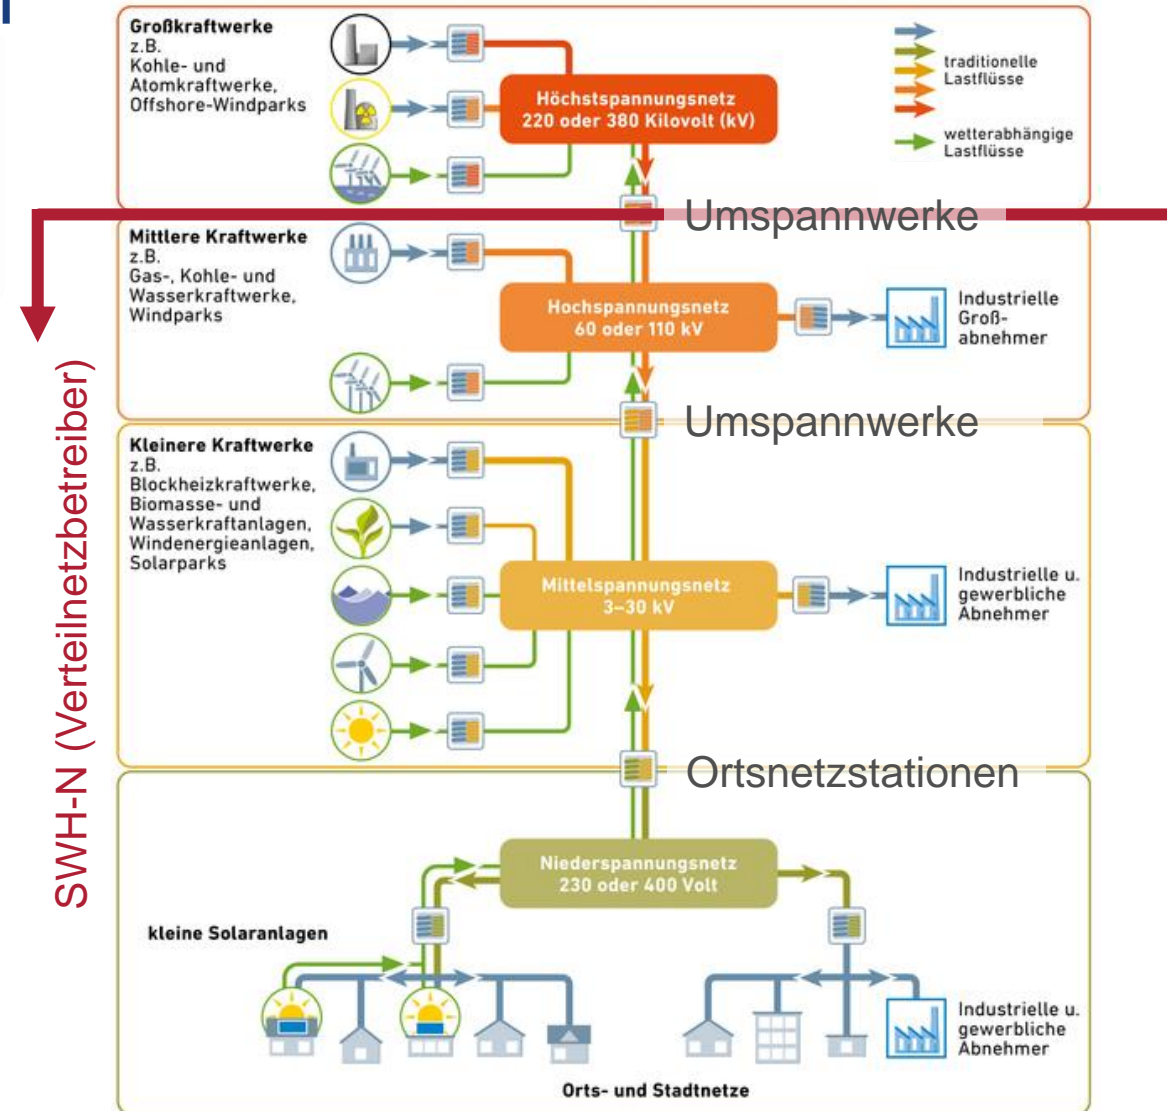 Großkraftwerke
z.B.
Kohle- und
Atomkraftwerke,
Offshore-Windparks
Höchstspannungsnetz
220 oder 380 Kilovolt (kV)
traditionelle
Lastflüsse
wetterabhängige
Lastflüsse
Umspannwerke
Mittlere Kraftwerke
z.B.
Gas-, Kohle- und
Wasserkraftwerke,
Windparks
Hochspannungsnetz
60 oder 110 kV
Industrielle
Groß-
abnehmer
Umspannwerke
SWH-N (Verteilnetzbetreiber)
Kleinere Kraftwerke
z.B.
Blockheizkraftwerke,
Biomasse- und
Wasserkraftanlagen,
Windenergieanlagen,
Solarparks
Mittelspannungsnetz
3–30 kV
Industrielle u.
gewerbliche
Abnehmer
Ortsnetzstationen
Niederspannungsnetz
230 oder 400 Volt
kleine Solaranlagen
Industrielle u.
gewerbliche
Abnehmer
Orts- und Stadtnetze